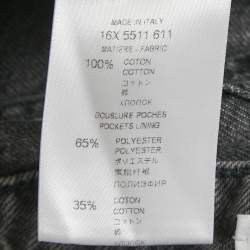 MADE IN ITALY
16X 5511 611
MATIERE - FABRIC
100% COTON
COTTON
コットン
棉
ХЛОПОК
DOUBLURE POCHES
POCKETS LINING
65% POLYESTER
POLYESTER
ポリエステル
聚酯纤维
ПОЛИЭФИР
35% COTON
COTTON
コットン
棉